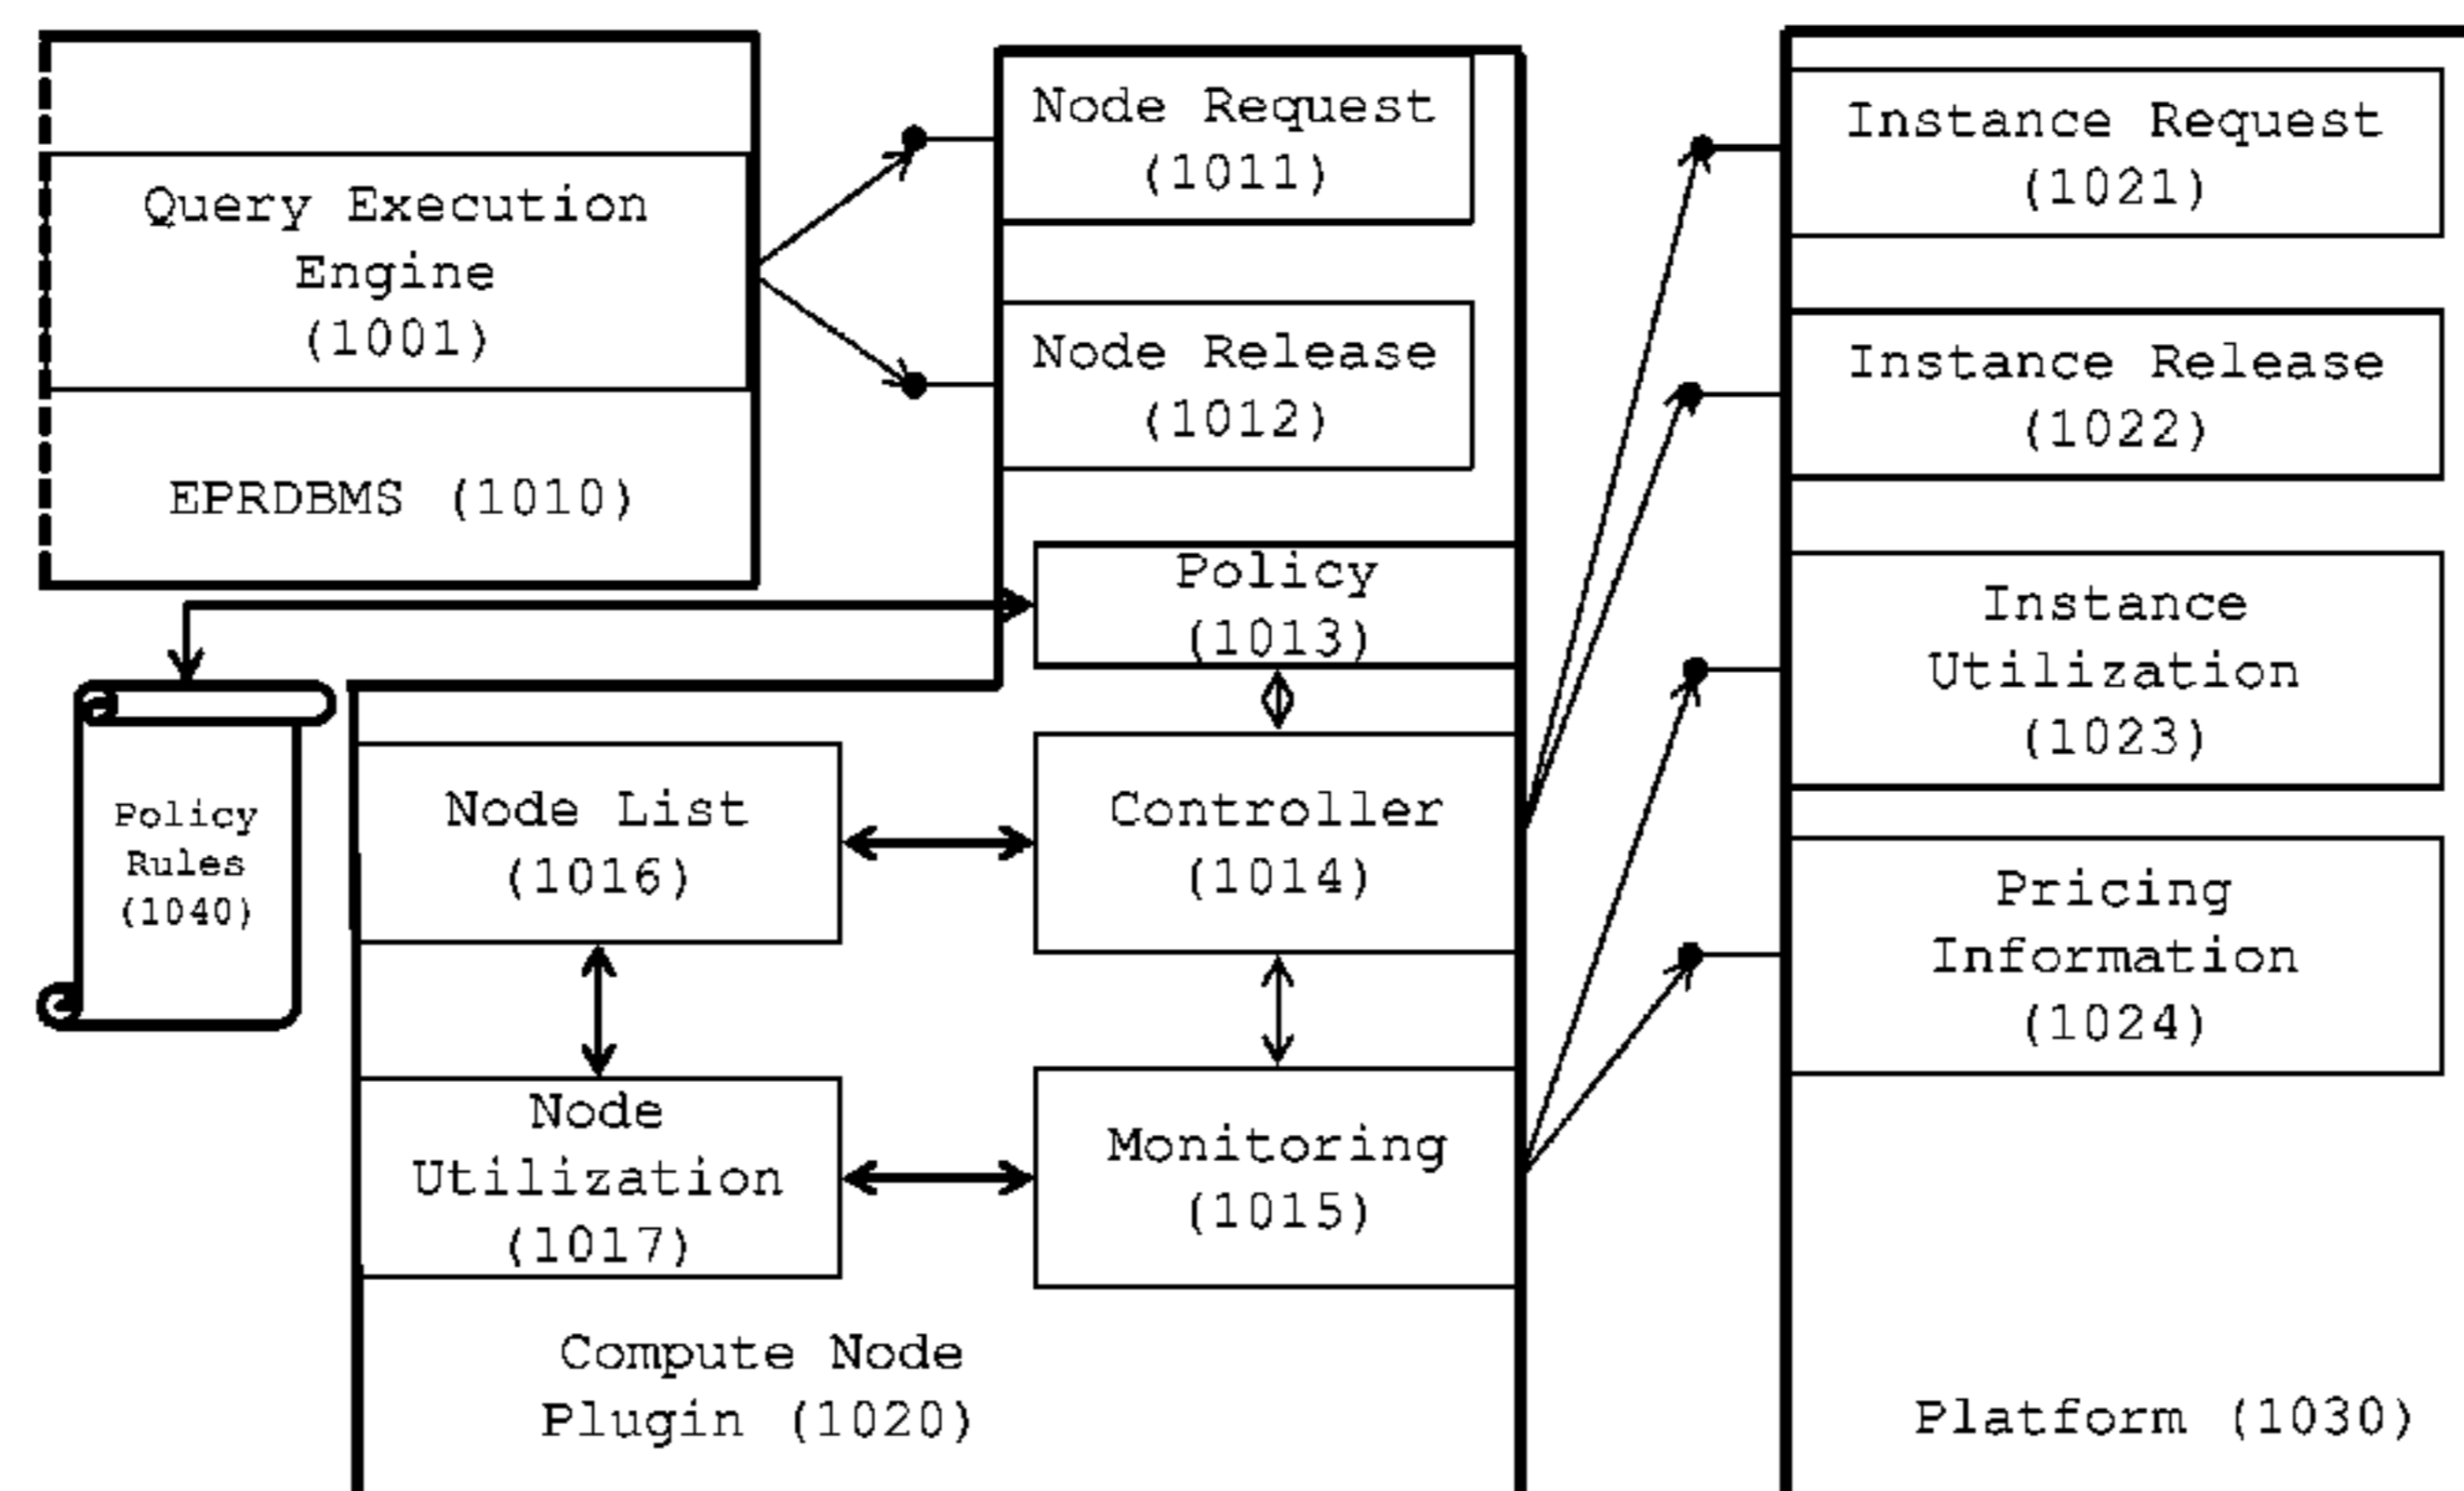 Query Execution
Engine
(1001)
EPRDBMS (1010)
Node Request
(1011)
Node Release
(1012)
Policy
(1013)
Policy
Rules
(1040)
Node List
(1016)
Controller
(1014)
Node
Utilization
(1017)
Monitoring
(1015)
Compute Node
Plugin (1020)
Instance Request
(1021)
Instance Release
(1022)
Instance
Utilization
(1023)
Pricing
Information
(1024)
Platform (1030)